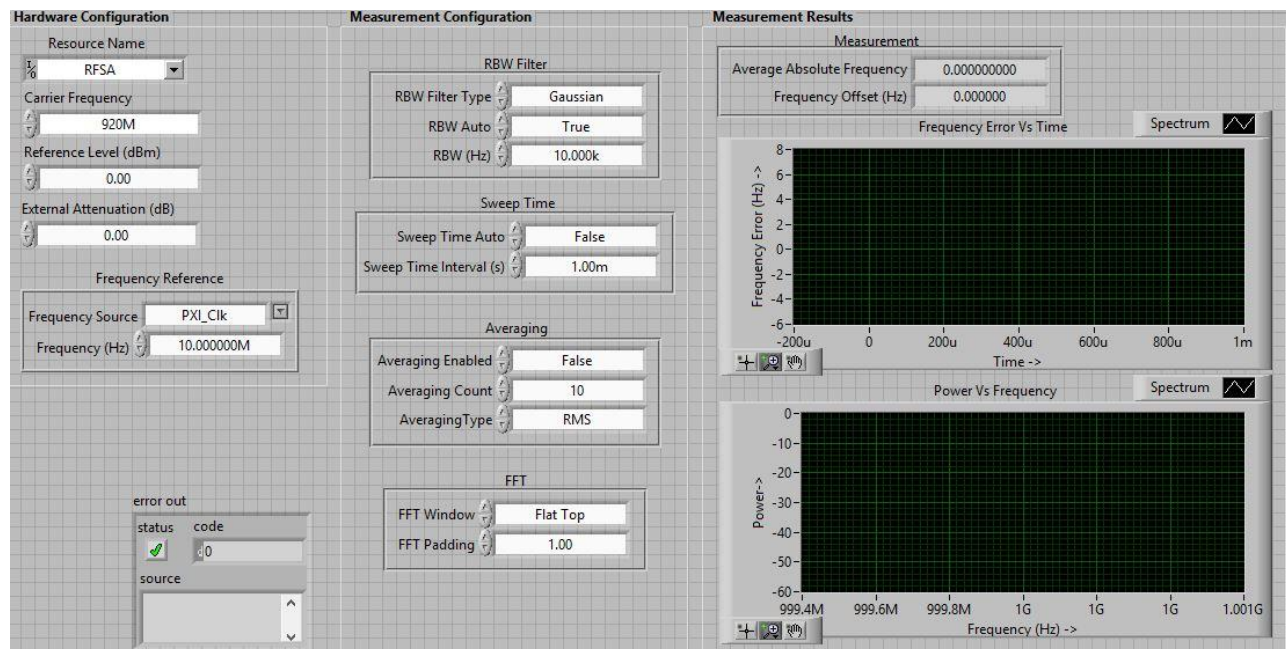 Hardware Configuration
Resource Name
I/O RFSA
Carrier Frequency
920M
Reference Level (dBm)
0.00
External Attenuation (dB)
0.00
Frequency Reference
Frequency Source PXI_Clk
Frequency (Hz) 10.000000M
error out
status code
0
source
Measurement Configuration
RBW Filter
RBW Filter Type Gaussian
RBW Auto True
RBW (Hz) 10.000k
Sweep Time
Sweep Time Auto False
Sweep Time Interval (s) 1.00m
Averaging
Averaging Enabled False
Averaging Count 10
AveragingType RMS
FFT
FFT Window Flat Top
FFT Padding 1.00
Measurement Results
Measurement
Average Absolute Frequency 0.000000000
Frequency Offset (Hz) 0.000000
Frequency Error Vs Time Spectrum
Frequency Error (Hz) ->
8
6
4
2
0
-2
-4
-6
-200u 0 200u 400u 600u 800u 1m
Time ->
Power Vs Frequency Spectrum
Power->
0
-10
-20
-30
-40
-50
-60
999.4M 999.6M 999.8M 1G 1G 1G 1.001G
Frequency (Hz) ->